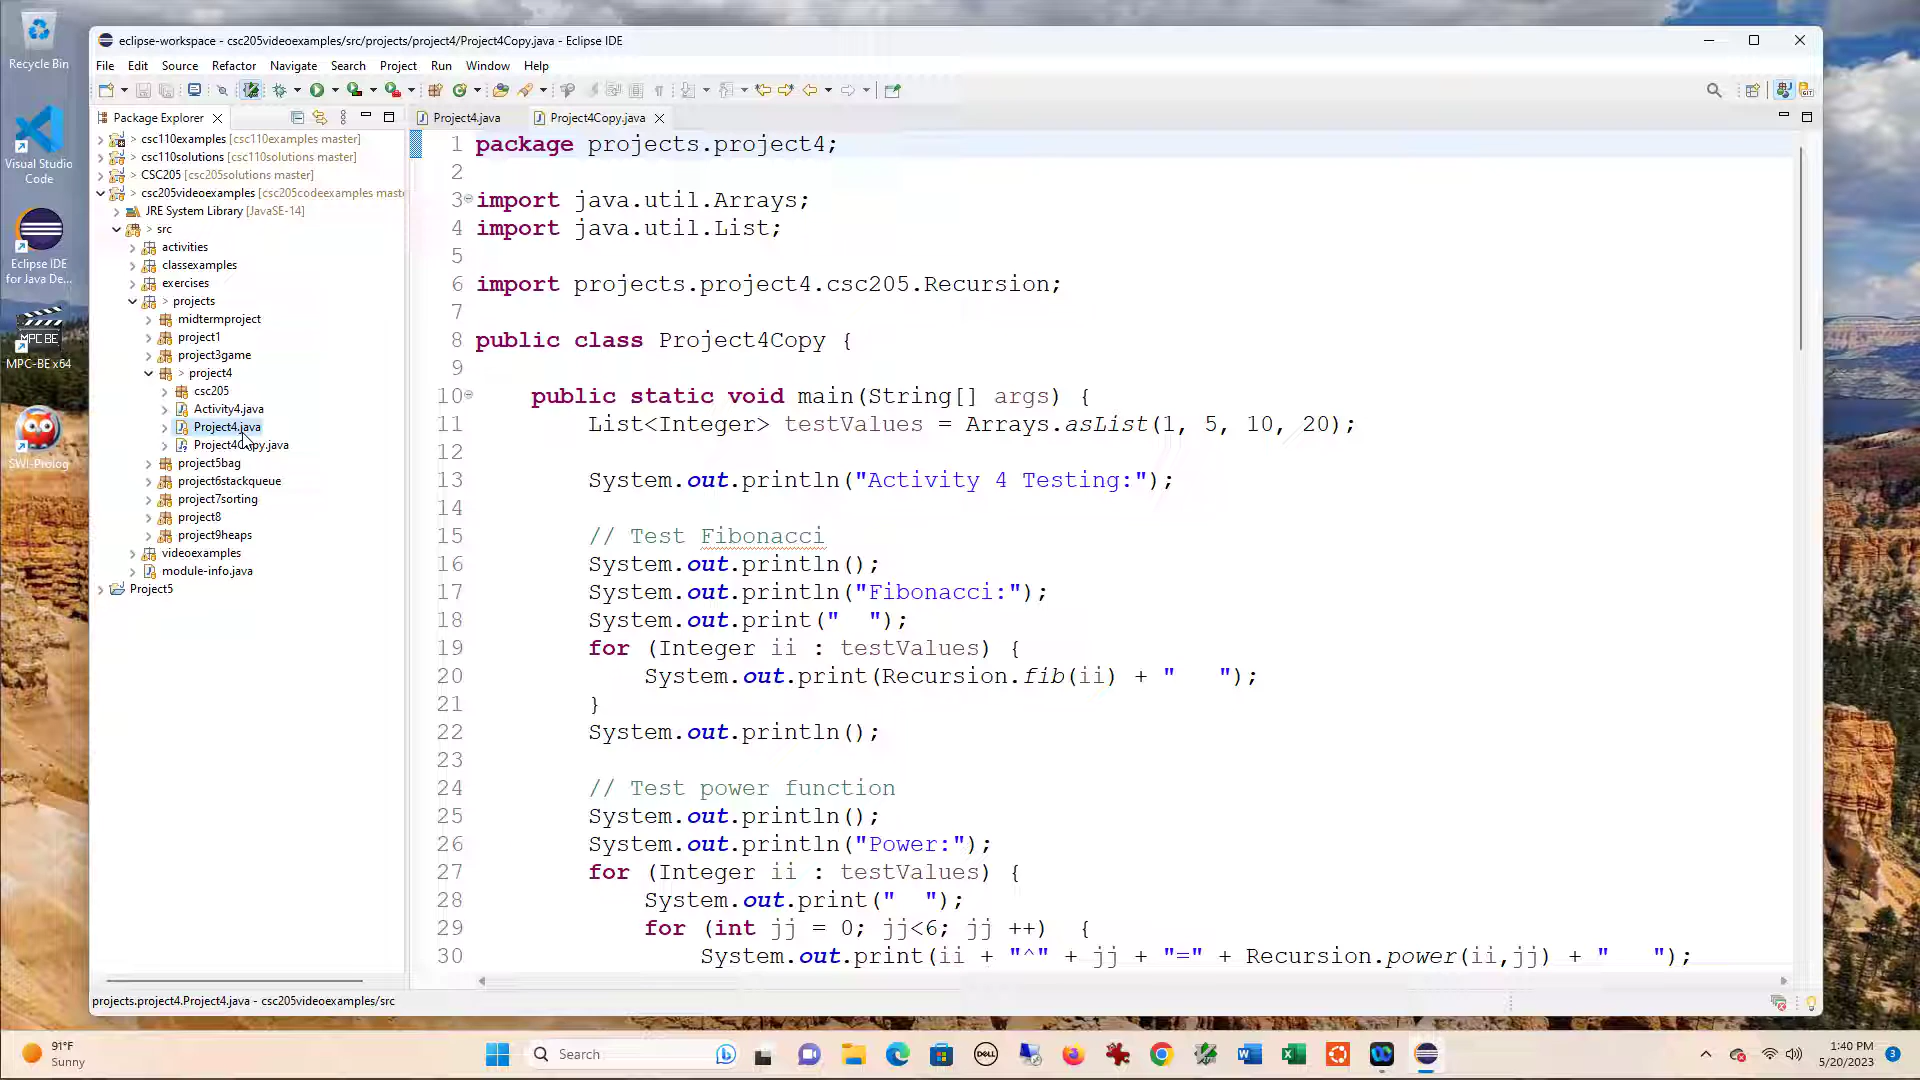 Recycle Bin
Visual Studio
Code
Eclipse IDE
for Java De...
MPC BE
MPC-BE x64
SWI-Prolog
eclipse-workspace - csc205videoexamples/src/projects/project4/Project4Copy.java - Eclipse IDE
File Edit Source Refactor Navigate Search Project Run Window Help
Package Explorer
> csc110examples [csc110examples master]
> csc110solutions [csc110solutions master]
> CSC205 [csc205solutions master]
> csc205videoexamples [csc205codeexamples maste
JRE System Library [JavaSE-14]
> src
activities
classexamples
exercises
> projects
midtermproject
project1
project3game
> project4
csc205
Activity4.java
Project4.java
Project4Copy.java
project5bag
project6stackqueue
project7sorting
project8
project9heaps
videoexamples
module-info.java
Project5
Project4.java Project4Copy.java
1 package projects.project4;
2
3 import java.util.Arrays;
4 import java.util.List;
5
6 import projects.project4.csc205.Recursion;
7
8 public class Project4Copy {
9
10 public static void main(String[] args) {
11 List<Integer> testValues = Arrays.asList(1, 5, 10, 20);
12
13 System.out.println("Activity 4 Testing:");
14
15 // Test Fibonacci
16 System.out.println();
17 System.out.println("Fibonacci:");
18 System.out.print("  ");
19 for (Integer ii : testValues) {
20 System.out.print(Recursion.fib(ii) + "   ");
21 }
22 System.out.println();
23
24 // Test power function
25 System.out.println();
26 System.out.println("Power:");
27 for (Integer ii : testValues) {
28 System.out.print("  ");
29 for (int jj = 0; jj<6; jj ++)  {
30 System.out.print(ii + "^" + jj + "=" + Recursion.power(ii,jj) + "   ");
projects.project4.Project4.java - csc205videoexamples/src
91°F
Sunny
Search
DELL
1:40 PM
5/20/2023
3